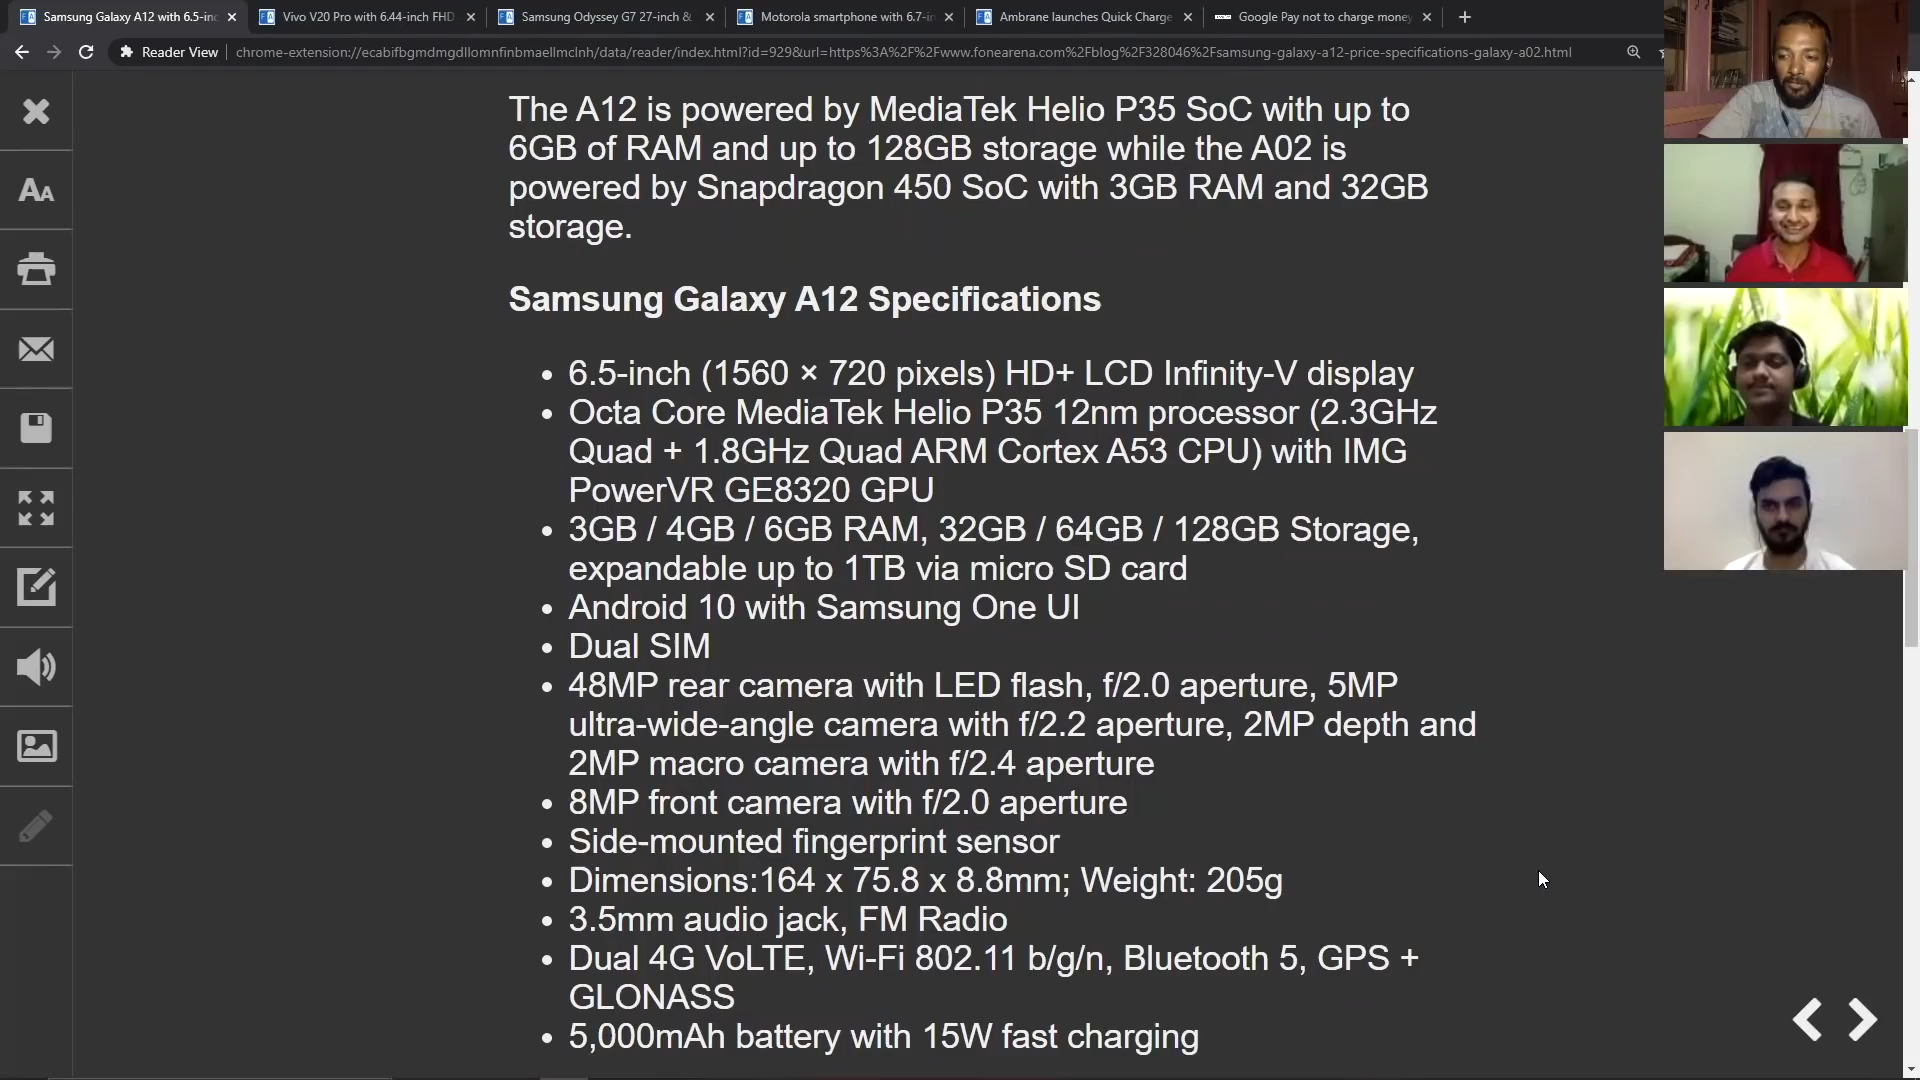 Samsung Galaxy A12 with 6.5-inc
Vivo V20 Pro with 6.44-inch FHD
Samsung Odyssey G7 27-inch &
Motorola smartphone with 6.7-in
Ambrane launches Quick Charge
Google Pay not to charge money
Reader View
chrome-extension://ecabifbgmdmgdllomnfinbmaellmclnh/data/reader/index.html?id=929&url=https%3A%2F%2Fwww.fonearena.com%2Fblog%2F328046%2Fsamsung-galaxy-a12-price-specifications-galaxy-a02.html
AA
The A12 is powered by MediaTek Helio P35 SoC with up to
6GB of RAM and up to 128GB storage while the A02 is
powered by Snapdragon 450 SoC with 3GB RAM and 32GB
storage.
Samsung Galaxy A12 Specifications
• 6.5-inch (1560 × 720 pixels) HD+ LCD Infinity-V display
• Octa Core MediaTek Helio P35 12nm processor (2.3GHz
Quad + 1.8GHz Quad ARM Cortex A53 CPU) with IMG
PowerVR GE8320 GPU
• 3GB / 4GB / 6GB RAM, 32GB / 64GB / 128GB Storage,
expandable up to 1TB via micro SD card
• Android 10 with Samsung One UI
• Dual SIM
• 48MP rear camera with LED flash, f/2.0 aperture, 5MP
ultra-wide-angle camera with f/2.2 aperture, 2MP depth and
2MP macro camera with f/2.4 aperture
• 8MP front camera with f/2.0 aperture
• Side-mounted fingerprint sensor
• Dimensions:164 x 75.8 x 8.8mm; Weight: 205g
• 3.5mm audio jack, FM Radio
• Dual 4G VoLTE, Wi-Fi 802.11 b/g/n, Bluetooth 5, GPS +
GLONASS
• 5,000mAh battery with 15W fast charging